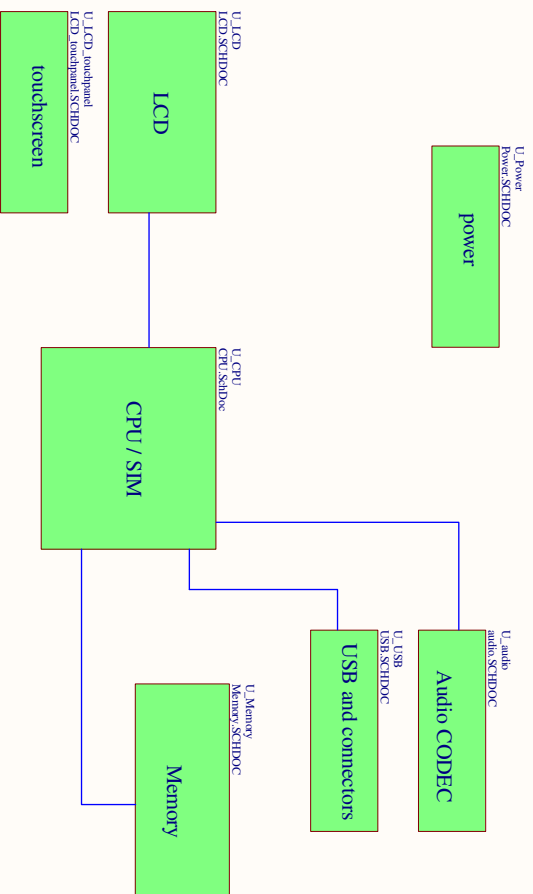 U_Power
Power.SCHDOC
power
U_audio
audio.SCHDOC
Audio CODEC
U_USB
USB.SCHDOC
USB and connectors
U_LCD
LCD.SCHDOC
LCD
U_CPU
CPU.SchDoc
CPU / SIM
U_Memory
Memory.SCHDOC
Memory
U_LCD_touchpanel
LCD_touchpanel.SCHDOC
touchscreen